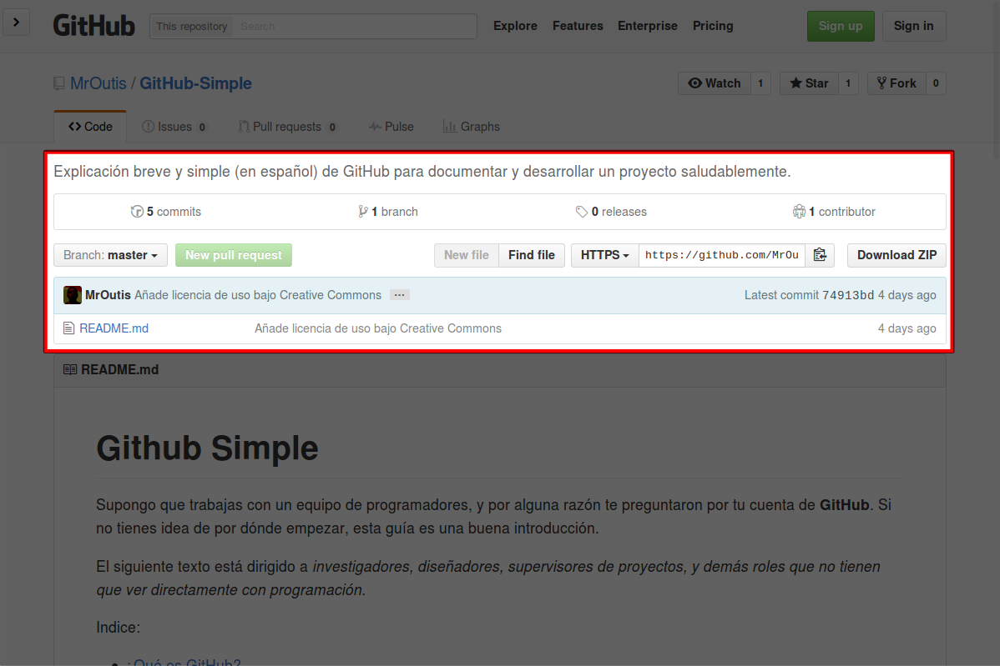 GitHub This repository Search Explore Features Enterprise Pricing Sign up Sign in
MrOutis / GitHub-Simple Watch 1 Star 1 Fork 0
Code Issues 0 Pull requests 0 Pulse Graphs
Explicación breve y simple (en español) de GitHub para documentar y desarrollar un proyecto saludablemente.
5 commits 1 branch 0 releases 1 contributor
Branch: master New pull request New file Find file HTTPS https://github.com/MrOu Download ZIP
MrOutis Añade licencia de uso bajo Creative Commons ... Latest commit 74913bd 4 days ago
README.md Añade licencia de uso bajo Creative Commons 4 days ago
README.md
Github Simple
Supongo que trabajas con un equipo de programadores, y por alguna razón te preguntaron por tu cuenta de GitHub. Si
no tienes idea de por dónde empezar, esta guía es una buena introducción.
El siguiente texto está dirigido a investigadores, diseñadores, supervisores de proyectos, y demás roles que no tienen
que ver directamente con programación.
Indice:
¿Qué es GitHub?